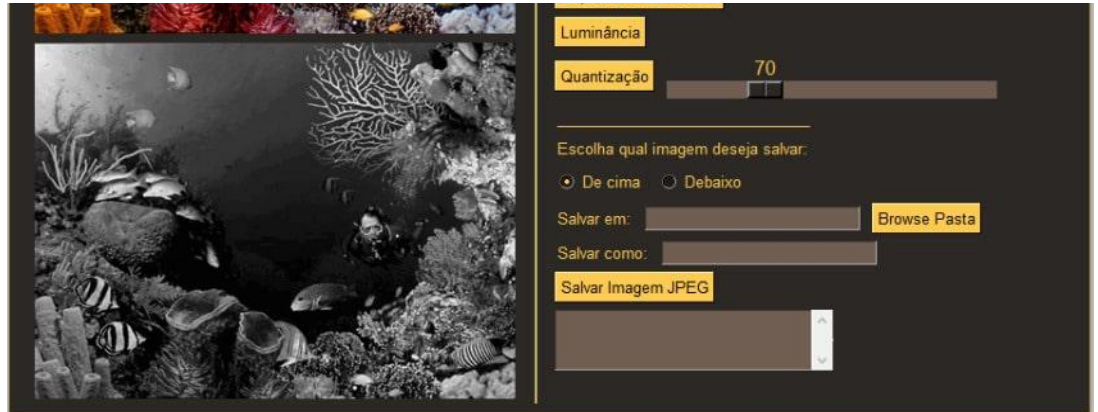 Luminância
70
Quantização
Escolha qual imagem deseja salvar:
De cima Debaixo
Salvar em: Browse Pasta
Salvar como:
Salvar Imagem JPEG